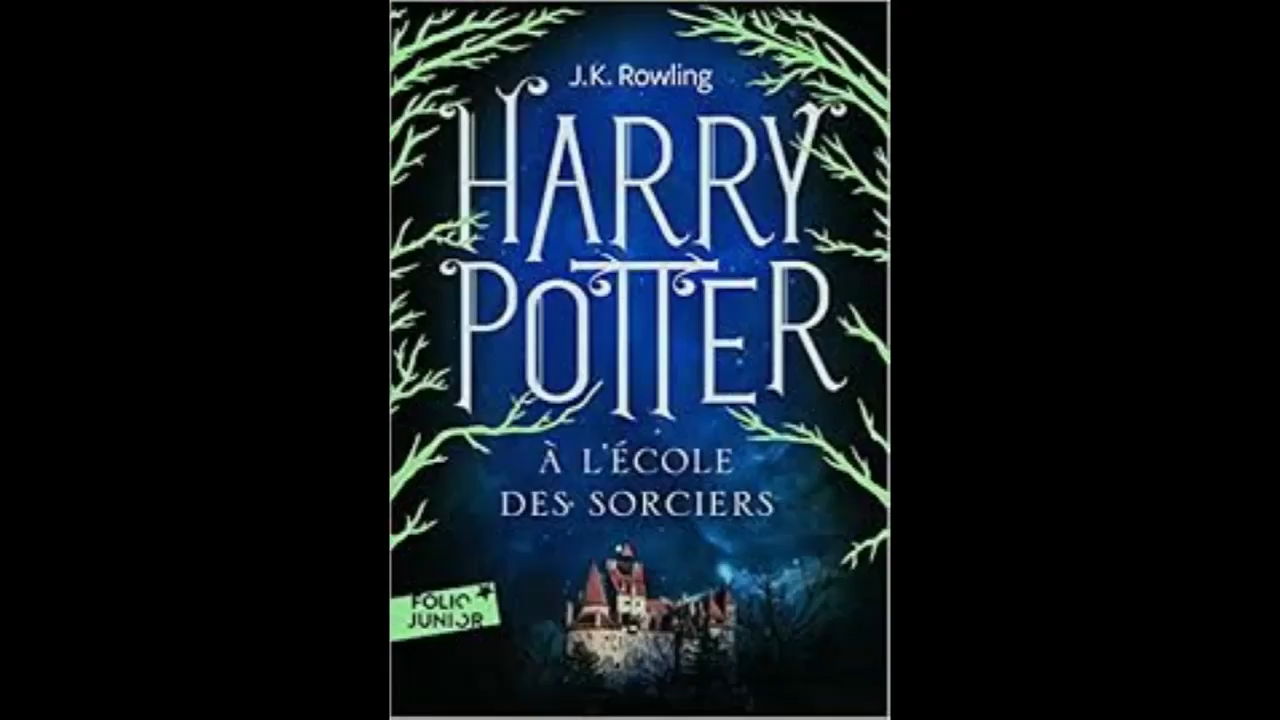 J.K. Rowling
HARRY
POTTER
À L'ÉCOLE
DES SORCIERS
FOLIO
JUNIOR